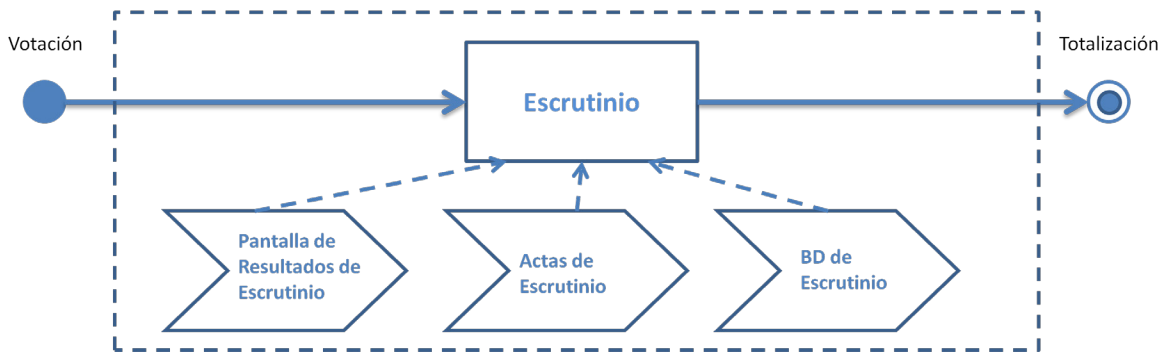 Votación
Totalización
Escrutinio
Pantalla de
Resultados de
Escrutinio
Actas de
Escrutinio
BD de
Escrutinio